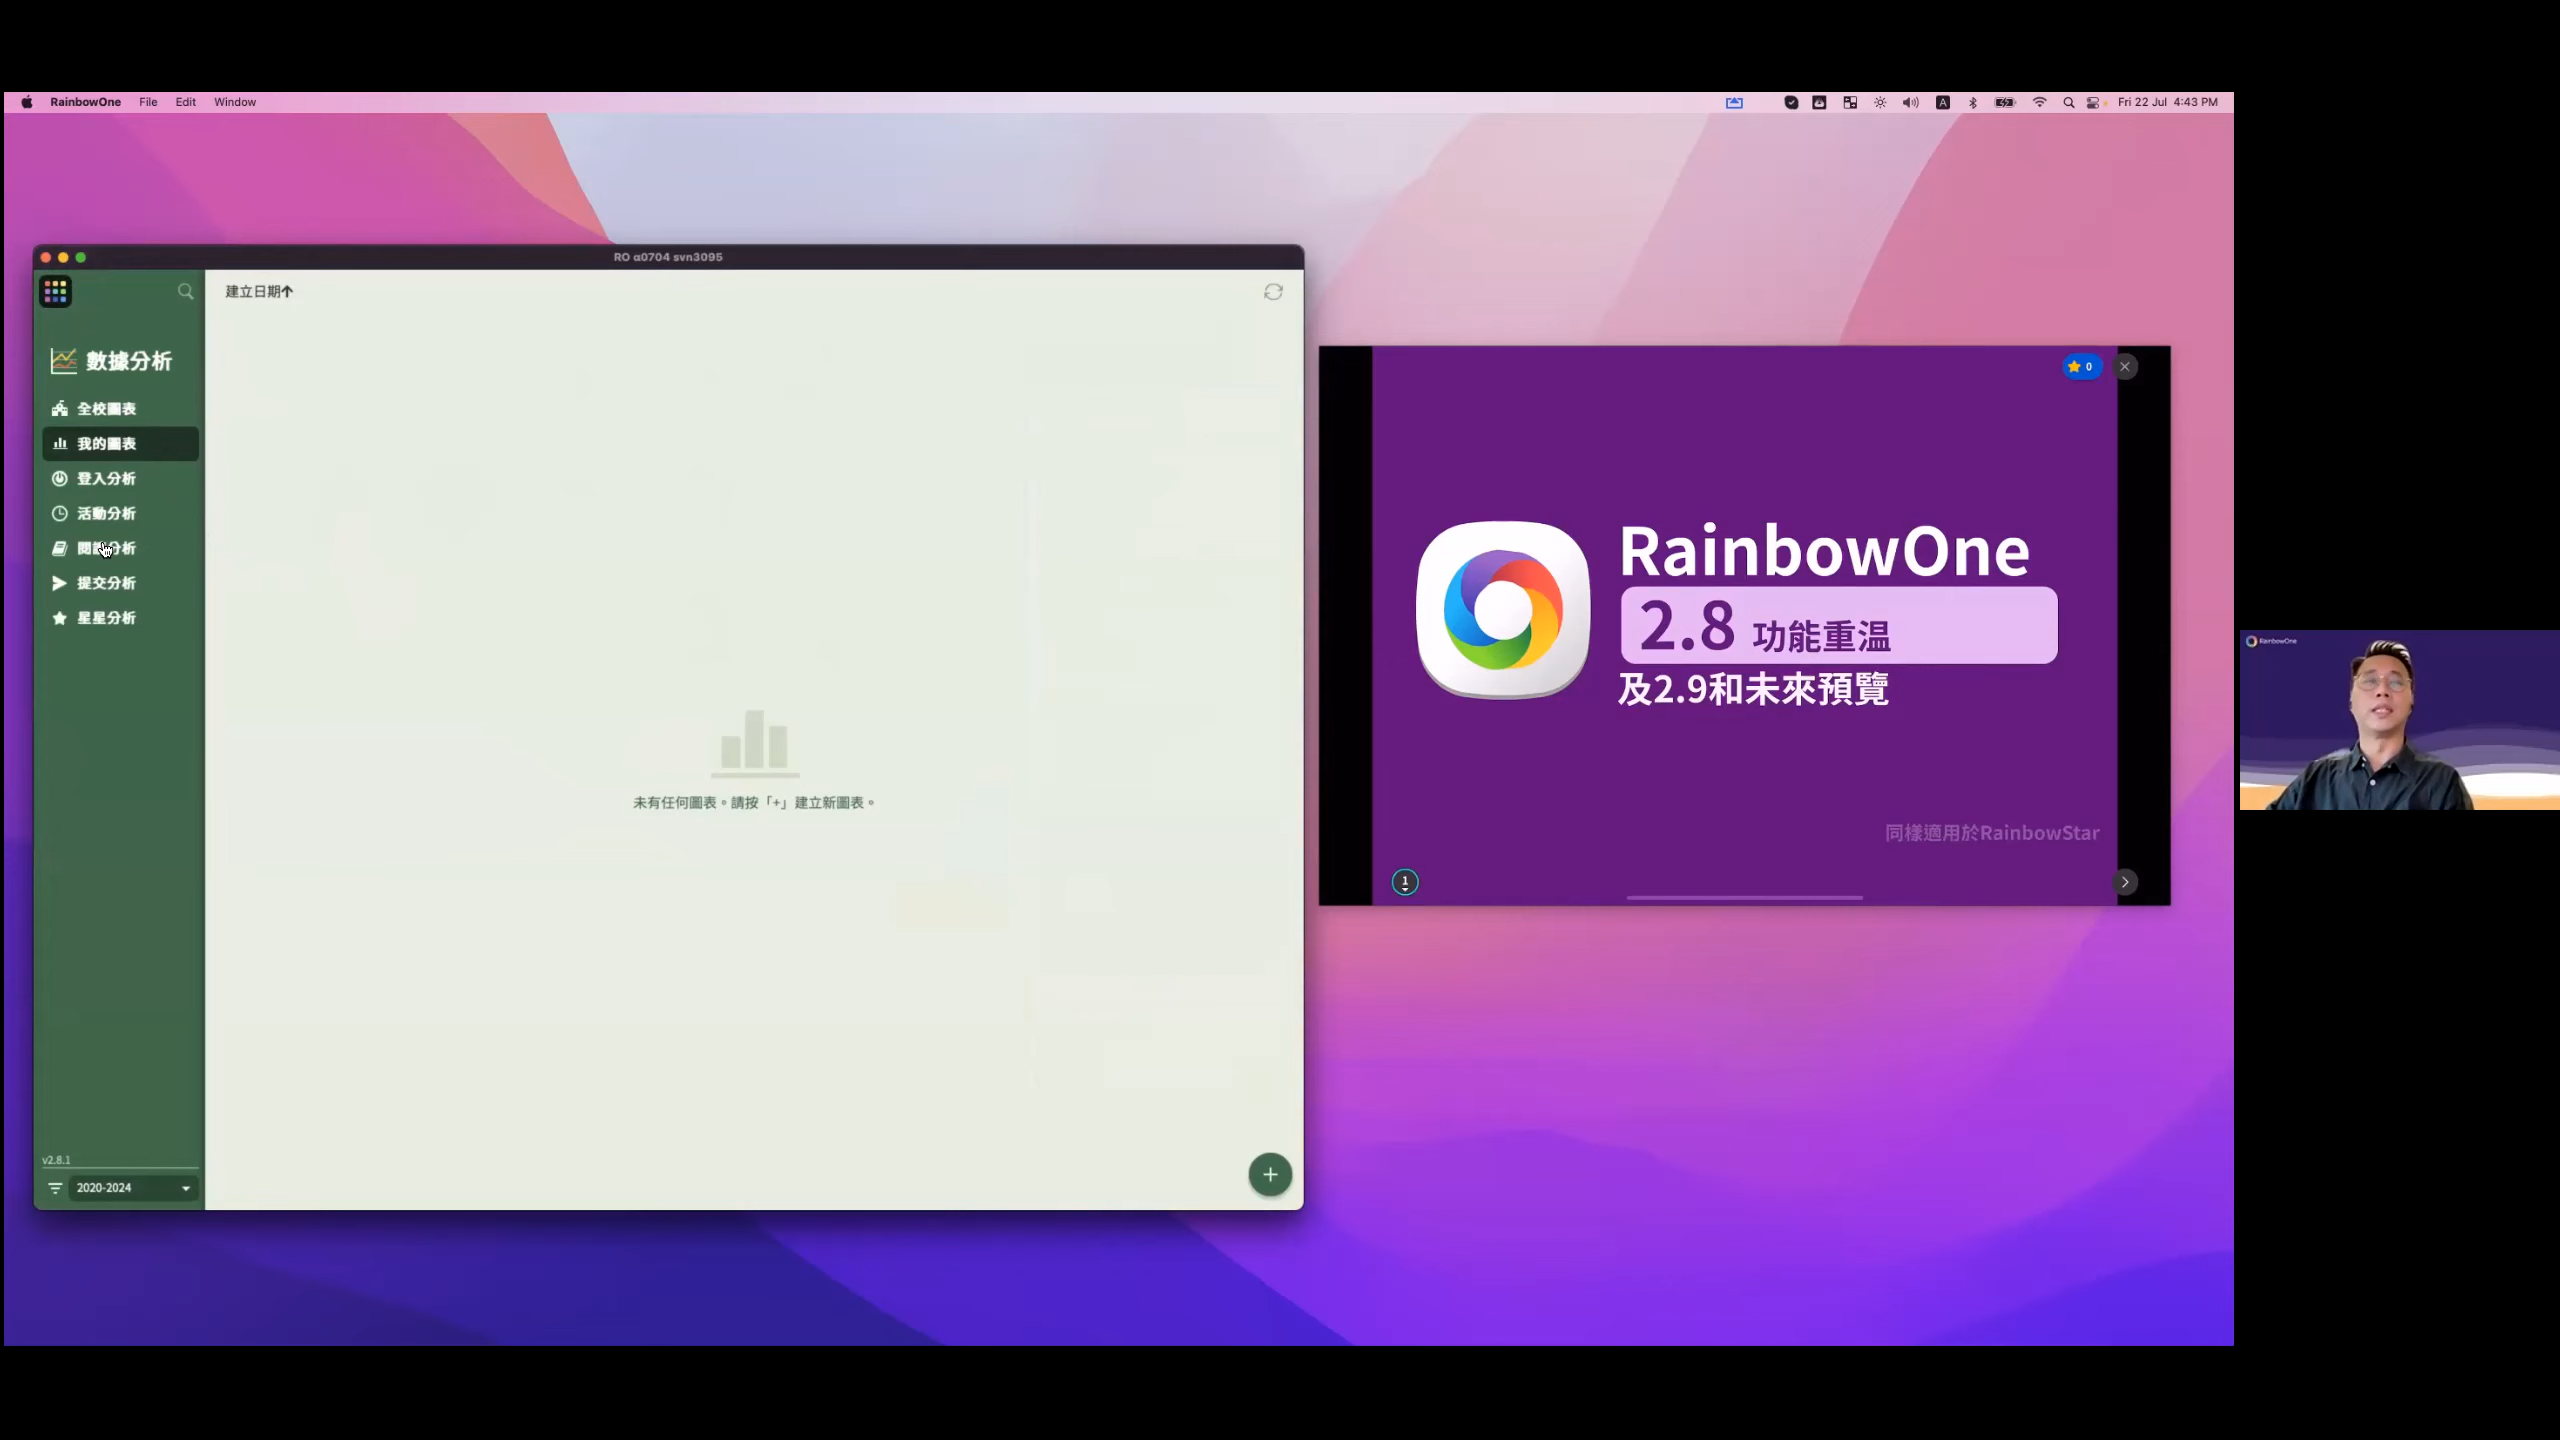 RainbowOne File Edit Window
A Fri 22 Jul 4:43 PM
RO α0704 svn3095
建立日期↑
數據分析
全校圖表
我的圖表
登入分析
活動分析
閱讀分析
提交分析
星星分析
未有任何圖表。請按「+」建立新圖表。
v2.8.1
2020-2024
0
RainbowOne
2.8 功能重温
及2.9和未來預覽
同樣適用於RainbowStar
1
RainbowOne